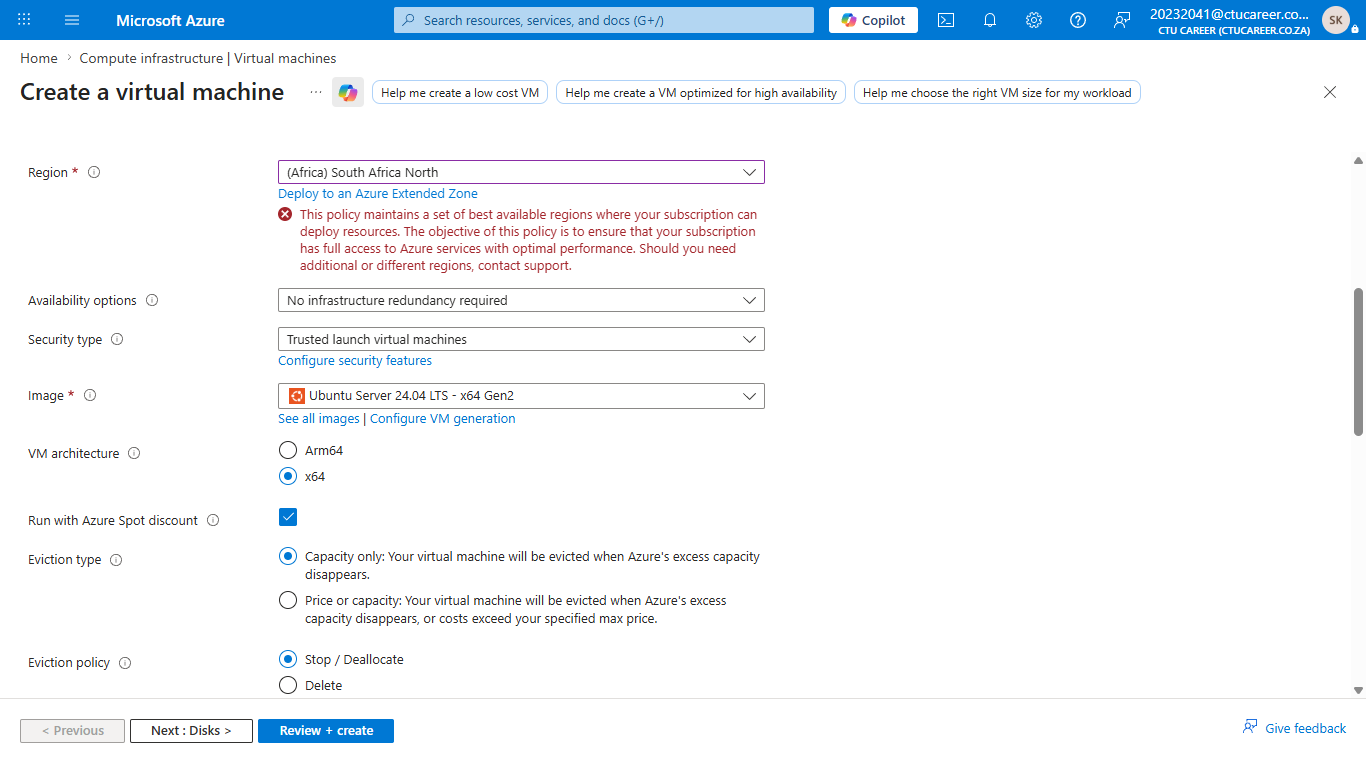 Microsoft Azure
Search resources, services, and docs (G+/)
Copilot
20232041@ctucareer.co....
CTU CAREER (CTUCAREER.CO.ZA)
SK
Home > Compute infrastructure | Virtual machines
Create a virtual machine
...
Help me create a low cost VM
Help me create a VM optimized for high availability
Help me choose the right VM size for my workload
Region *
(Africa) South Africa North
Deploy to an Azure Extended Zone
This policy maintains a set of best available regions where your subscription can
deploy resources. The objective of this policy is to ensure that your subscription
has full access to Azure services with optimal performance. Should you need
additional or different regions, contact support.
Availability options
No infrastructure redundancy required
Security type
Trusted launch virtual machines
Configure security features
Image *
Ubuntu Server 24.04 LTS - x64 Gen2
See all images | Configure VM generation
VM architecture
Arm64
x64
Run with Azure Spot discount
Eviction type
Capacity only: Your virtual machine will be evicted when Azure's excess capacity
disappears.
Price or capacity: Your virtual machine will be evicted when Azure's excess
capacity disappears, or costs exceed your specified max price.
Eviction policy
Stop / Deallocate
Delete
< Previous
Next : Disks >
Review + create
Give feedback